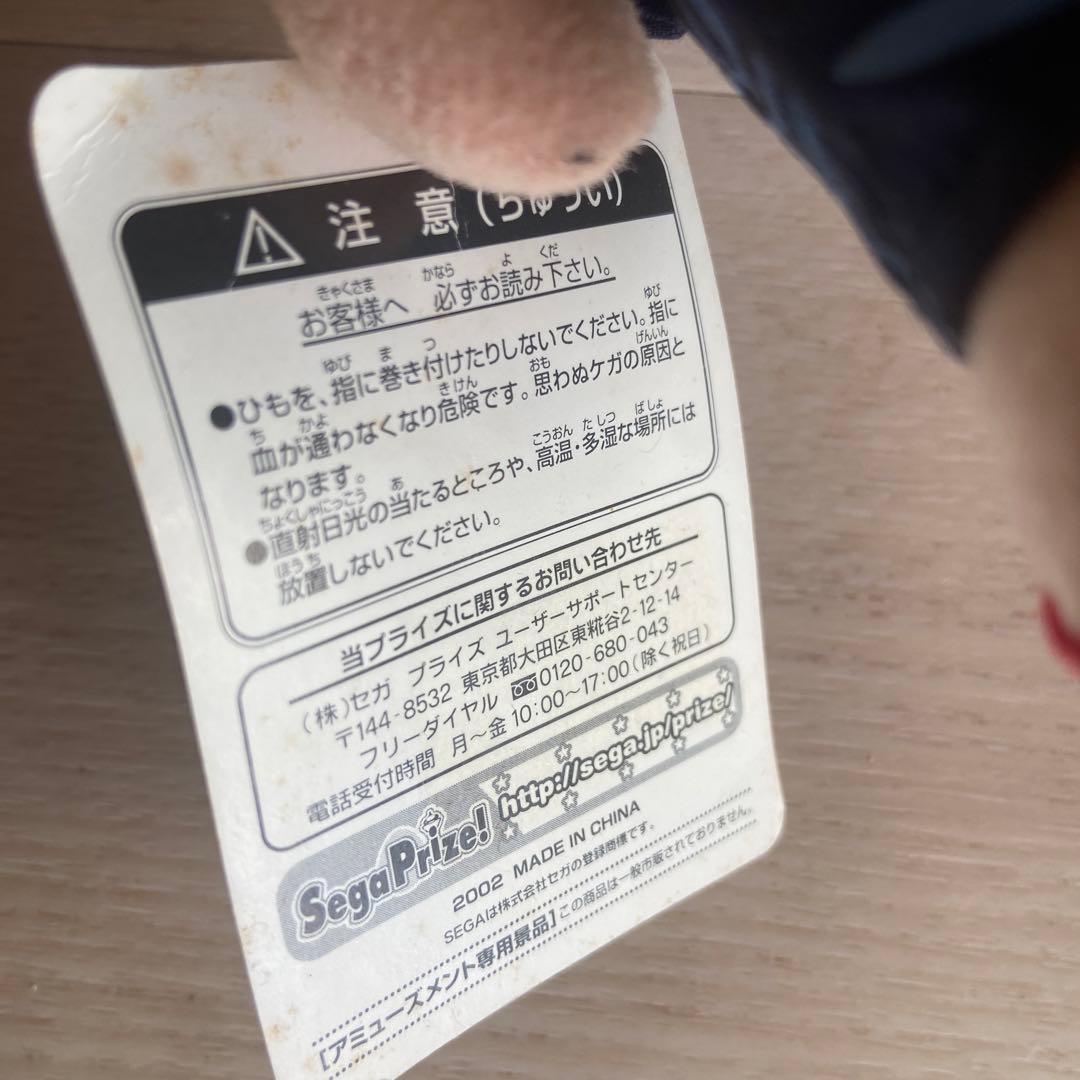 注意(ちゅうい)
お客様へ 必ずお読み下さい。
●ひもを、指に巻き付けたりしないでください。指に
血が通わなくなり危険です。思わぬケガの原因と
なります。
●直射日光の当たるところや、高温・多湿な場所には
放置しないでください。
当プライズに関するお問い合わせ先
(株)セガ プライズ ユーザーサポートセンター
〒144-8532 東京都大田区東糀谷2-12-14
フリーダイヤル 0120-680-043
電話受付時間 月〜金 10:00〜17:00(除く祝日)
SegaPrize! http://sega.jp/prize/
2002 MADE IN CHINA
SEGAは株式会社セガの登録商標です。
[アミューズメント専用景品]この商品は一般市販されておりません。